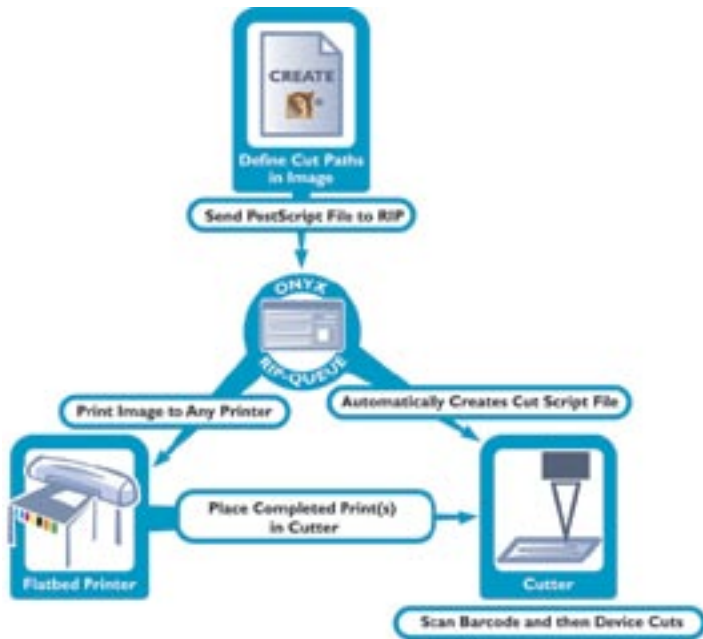 CREATE
Define Cut Paths
in Image
Send PostScript File to RIP
ONYX
RIP-QUEUE
Print Image to Any Printer
Automatically Creates Cut Script File
Place Completed Print(s)
in Cutter
Flatbed Printer
Cutter
Scan Barcode and then Device Cuts